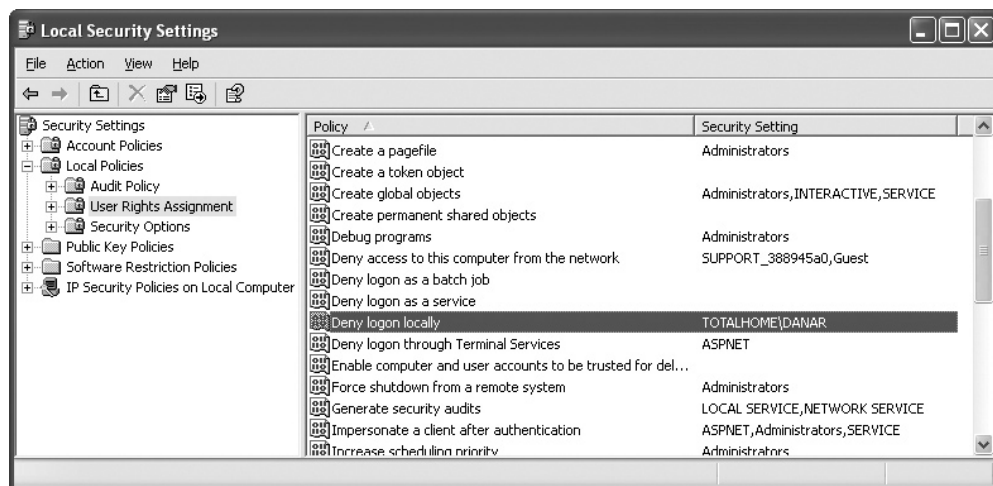 Local Security Settings
File Action View Help
Security Settings
Account Policies
Local Policies
Audit Policy
User Rights Assignment
Security Options
Public Key Policies
Software Restriction Policies
IP Security Policies on Local Computer
Policy Security Setting
Create a pagefile Administrators
Create a token object
Create global objects Administrators,INTERACTIVE,SERVICE
Create permanent shared objects
Debug programs Administrators
Deny access to this computer from the network SUPPORT_388945a0,Guest
Deny logon as a batch job
Deny logon as a service
Deny logon locally TOTALHOME\DANAR
Deny logon through Terminal Services ASPNET
Enable computer and user accounts to be trusted for del...
Force shutdown from a remote system Administrators
Generate security audits LOCAL SERVICE,NETWORK SERVICE
Impersonate a client after authentication ASPNET,Administrators,SERVICE
Increase scheduling priority Administrators